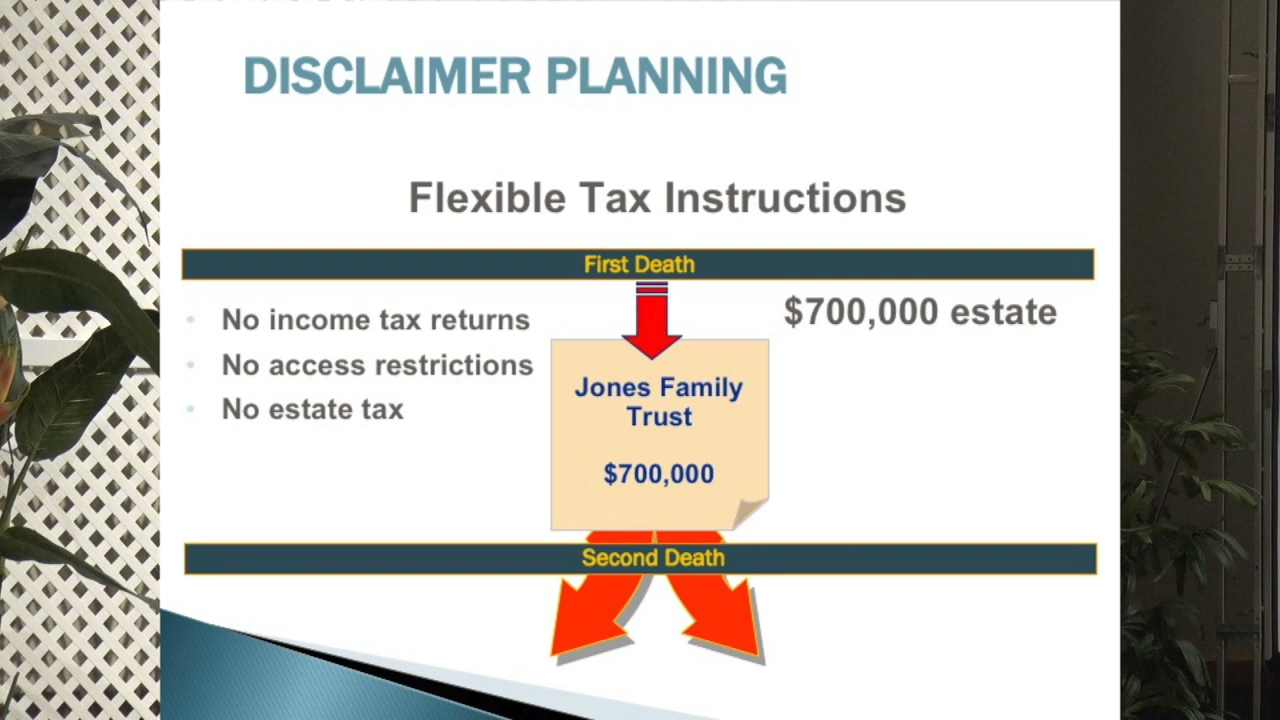 DISCLAIMER PLANNING
Flexible Tax Instructions
First Death
• No income tax returns
• No access restrictions
• No estate tax
$700,000 estate
Jones Family
Trust
$700,000
Second Death